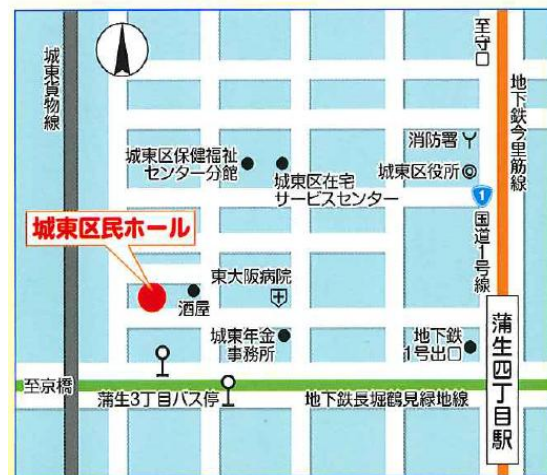 城東貨物線
至守口
地下鉄今里筋線
消防署
城東区保健福祉
センター分館
城東区役所
城東区在宅
サービスセンター
1
国道1号線
城東区民ホール
東大阪病院
酒屋
城東年金
事務所
地下鉄
1号出口
蒲生四丁目駅
至京橋
蒲生3丁目バス停
地下鉄長堀鶴見緑地線